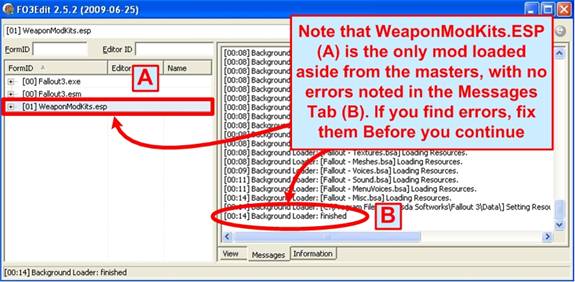 FO3Edit 2.5.2 (2009-06-25)
[01] WeaponModKits.ESP
FormID
Editor ID
FormID
Editor
Name
[00] Fallout3.exe
[00] Fallout3.esm
[01] WeaponModKits.esp
A
Note that WeaponModKits.ESP
(A) is the only mod loaded
aside from the masters, with no
errors noted in the Messages
Tab (B). If you find errors, fix
them Before you continue
[00:08] Background
[00:08] Background
[00:08] Background
[00:08] Background
[00:08] Background
[00:08] Background
[00:08] Background
[00:08] Background
[00:08] Background
[00:08] Background Loader: [Fallout - Textures.bsa] Loading Resources.
[00:08] Background Loader: [Fallout - Meshes.bsa] Loading Resources.
[00:09] Background Loader: [Fallout - Voices.bsa] Loading Resources.
[00:11] Background Loader: [Fallout - Sound.bsa] Loading Resources.
[00:11] Background Loader: [Fallout - MenuVoices.bsa] Loading Resources.
[00:14] Background Loader: [Fallout - Misc.bsa] Loading Resources.
[00:14] Background Loader: Files\ Softworks\Fallout 3\Data\] Setting Resou
[00:14] Background Loader: finished
B
View
Messages
Information
[00:14] Background Loader: finished